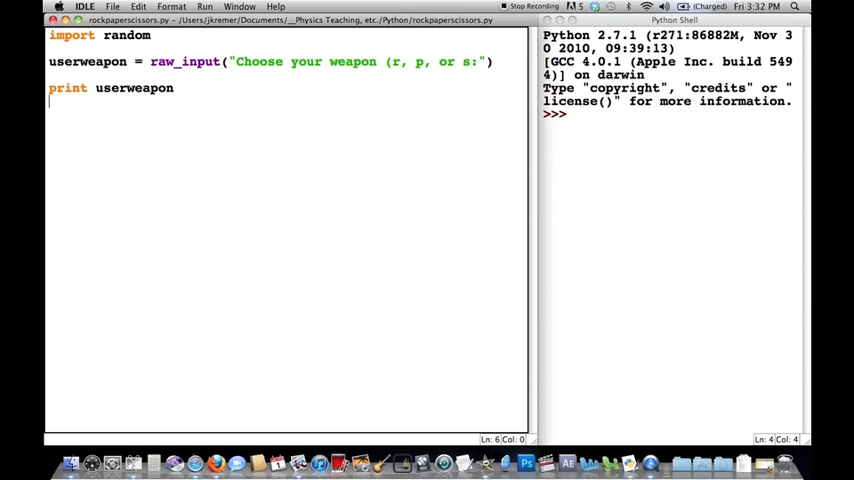 IDLE File Edit Format Run Window Help
Stop Recording 5 (Charged) Fri 3:32 PM
rockpaperscissors.py - /Users/jkremer/Documents/__Physics Teaching, etc./Python/rockpaperscissors.py
Python Shell
import random
userweapon = raw_input("Choose your weapon (r, p, or s:")
print userweapon
Ln: 6 Col: 0
Python 2.7.1 (r271:86882M, Nov 3
0 2010, 09:39:13)
[GCC 4.0.1 (Apple Inc. build 549
4)] on darwin
Type "copyright", "credits" or "
license()" for more information.
>>>
Ln: 4 Col: 4